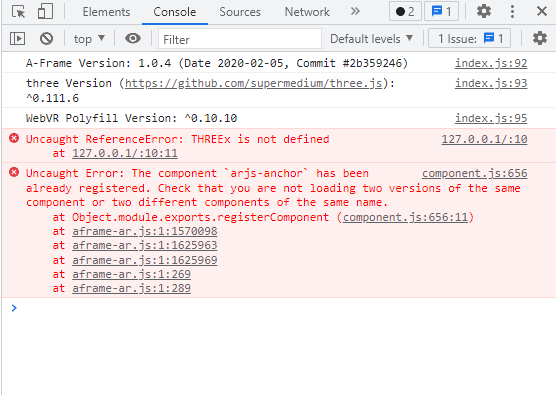 Elements Console Sources Network
2 1
top Filter Default levels 1 Issue: 1
A-Frame Version: 1.0.4 (Date 2020-02-05, Commit #2b359246) index.js:92
three Version (https://github.com/supermedium/three.js): index.js:93
^0.111.6
WebVR Polyfill Version: ^0.10.10 index.js:95
Uncaught ReferenceError: THREEx is not defined 127.0.0.1/:10
at 127.0.0.1/:10:11
Uncaught Error: The component `arjs-anchor` has been component.js:656
already registered. Check that you are not loading two versions of the same
component or two different components of the same name.
at Object.module.exports.registerComponent (component.js:656:11)
at aframe-ar.js:1:1570098
at aframe-ar.js:1:1625963
at aframe-ar.js:1:1625969
at aframe-ar.js:1:269
at aframe-ar.js:1:289